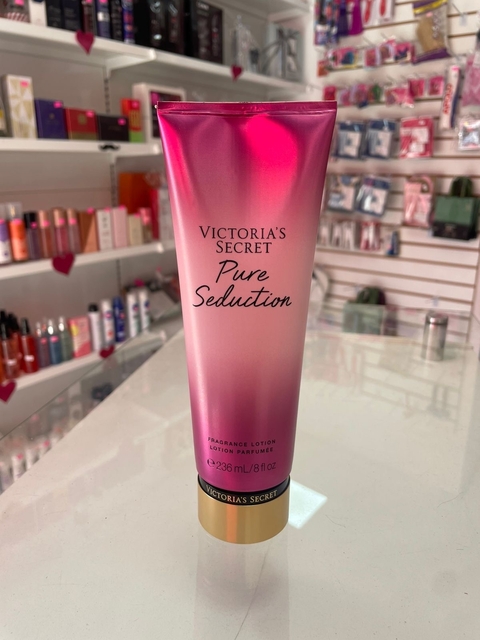 VICTORIA'S
SECRET
Pure
Seduction
FRAGRANCE LOTION
LOTION PARFUMÉE
℮236 mL/8 fl oz
VICTORIA'S SECRET